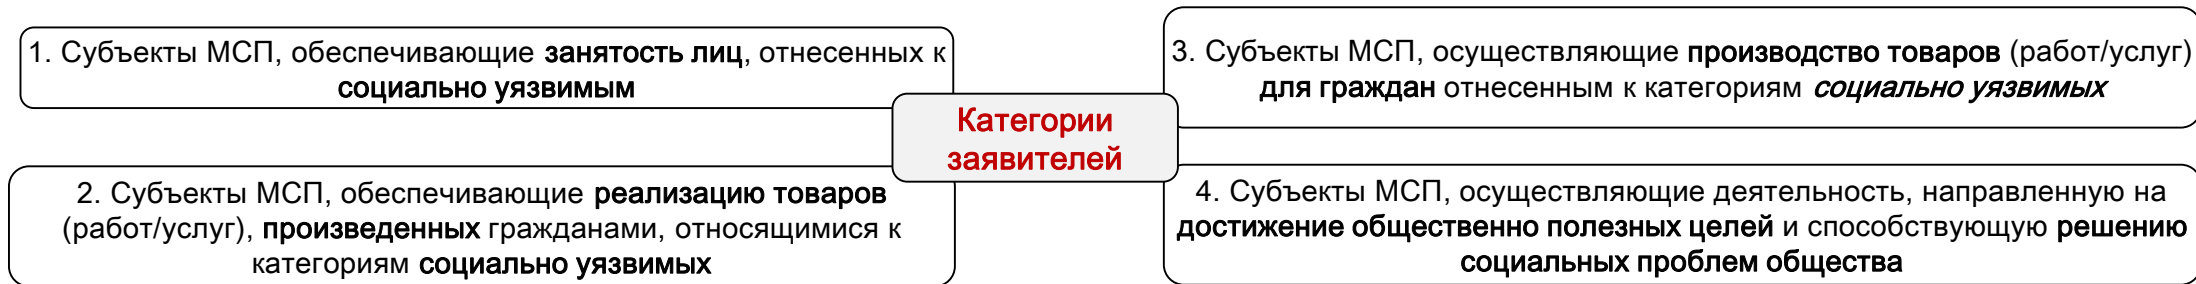 1. Субъекты МСП, обеспечивающие занятость лиц, отнесенных к
социально уязвимым
2. Субъекты МСП, обеспечивающие реализацию товаров
(работ/услуг), произведенных гражданами, относящимися к
категориям социально уязвимых
Категории
заявителей
3. Субъекты МСП, осуществляющие производство товаров (работ/услуг)
для граждан отнесенным к категориям социально уязвимых
4. Субъекты МСП, осуществляющие деятельность, направленную на
достижение общественно полезных целей и способствующую решению
социальных проблем общества